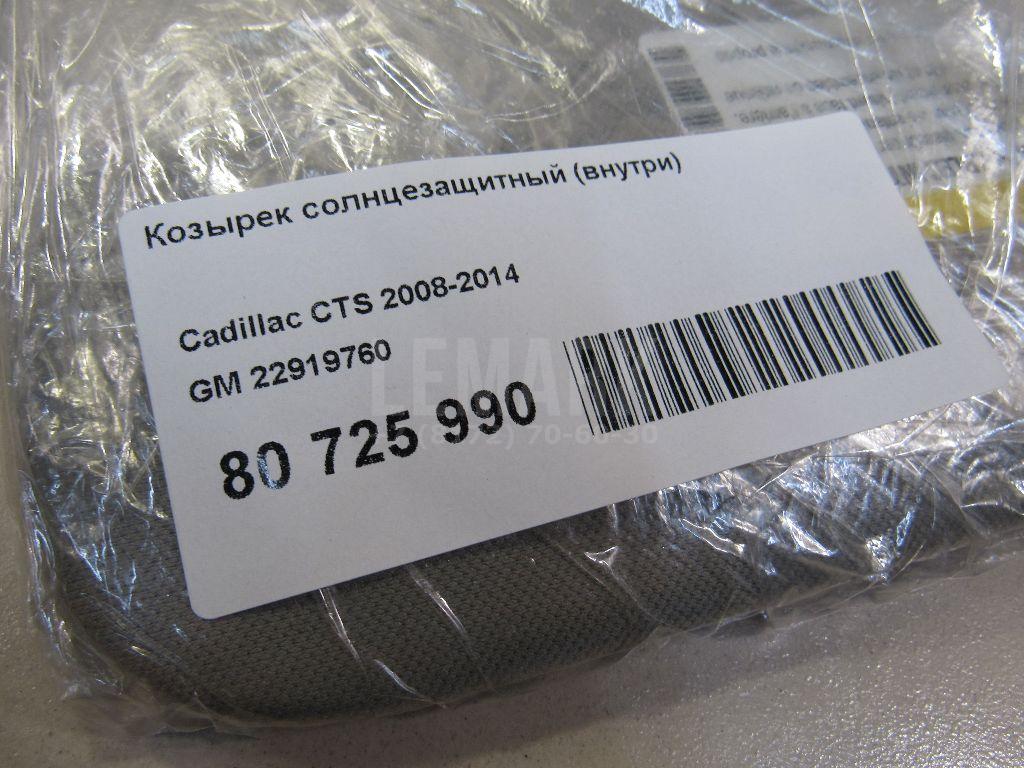 Козырек солнцезащитный (внутри)
Cadillac CTS 2008-2014
GM 22919760
80 725 990